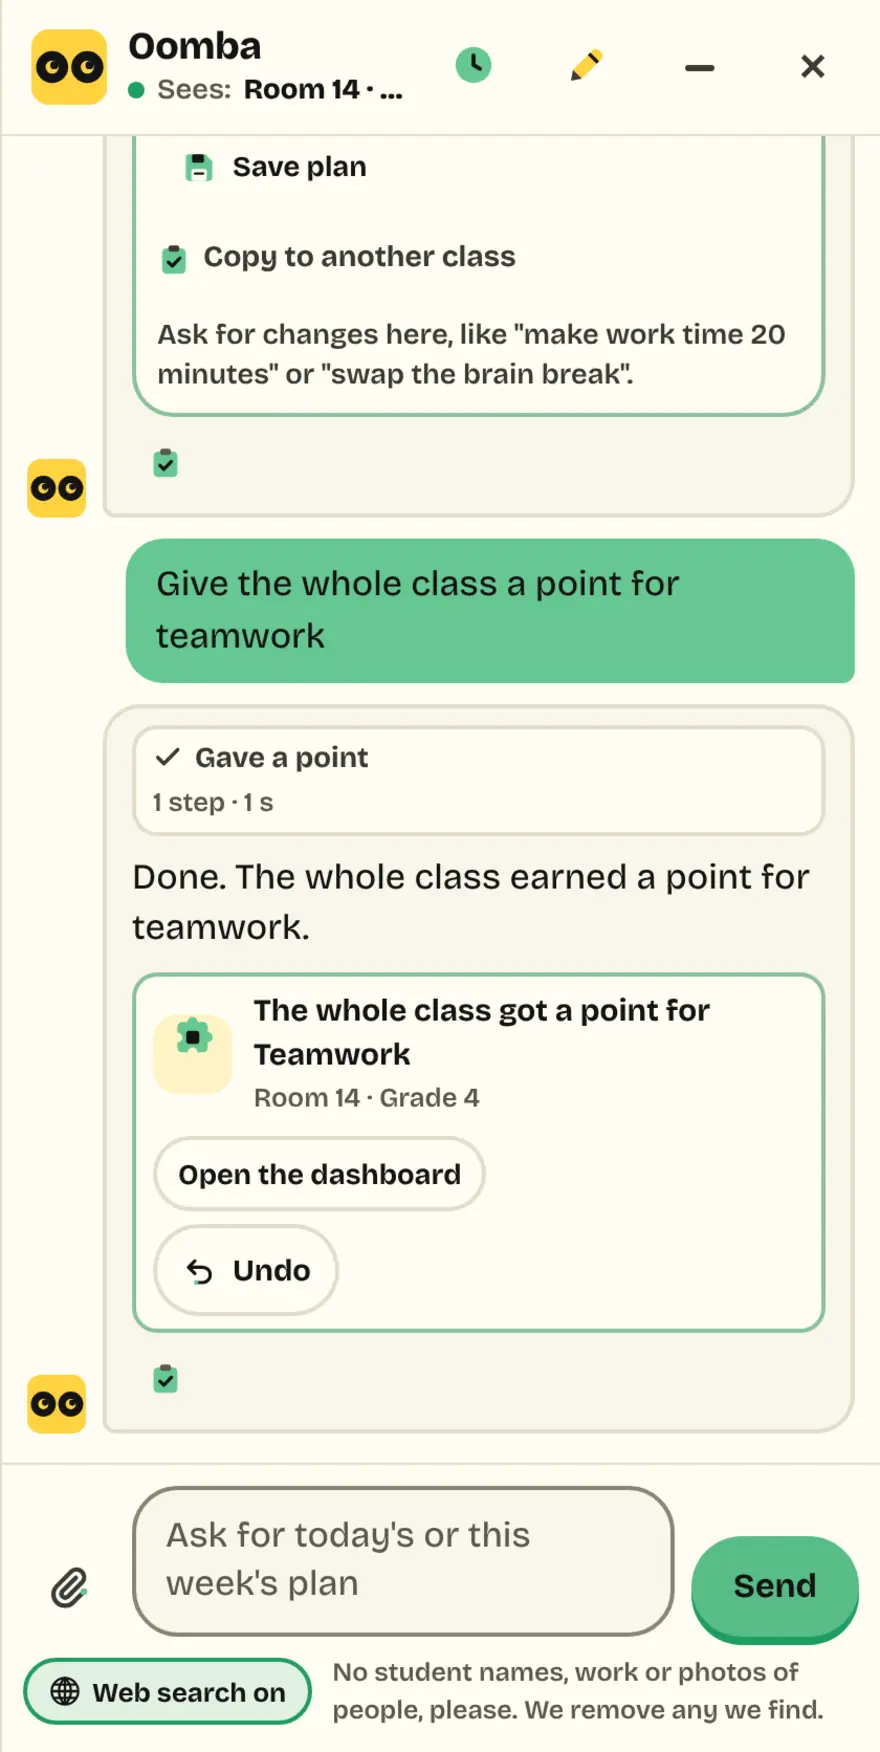 Oomba
Sees: Room 14 · ...
Save plan
Copy to another class
Ask for changes here, like "make work time 20
minutes" or "swap the brain break".
Give the whole class a point for
teamwork
Gave a point
1 step · 1 s
Done. The whole class earned a point for
teamwork.
The whole class got a point for
Teamwork
Room 14 · Grade 4
Open the dashboard
Undo
Ask for today's or this
week's plan
Send
Web search on
No student names, work or photos of
people, please. We remove any we find.